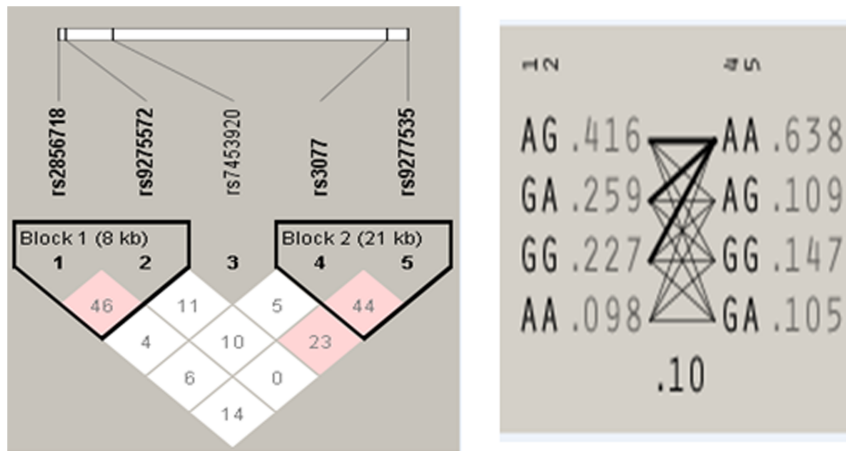 rs2856718
rs9275572
rs7453920
rs3077
rs9277535
Block 1 (8 kb)
Block 2 (21 kb)
1 2 3 4 5
46 11 5 44
4 10 23
6 0
14
1 2 4 5
AG .416 AA .638
GA .259 AG .109
GG .227 GG .147
AA .098 GA .105
.10